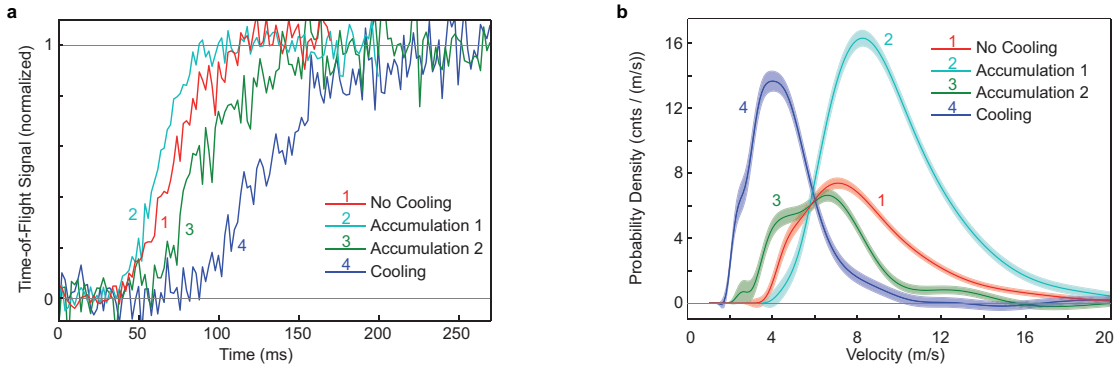 a
Time-of-Flight Signal (normalized)
1
0
2
1
3
4
1 No Cooling
2 Accumulation 1
3 Accumulation 2
4 Cooling
0 50 100 150 200 250
Time (ms)
b
Probability Density (cnts / (m/s))
16
12
8
4
0
4
3
2
1
1 No Cooling
2 Accumulation 1
3 Accumulation 2
4 Cooling
0 4 8 12 16 20
Velocity (m/s)